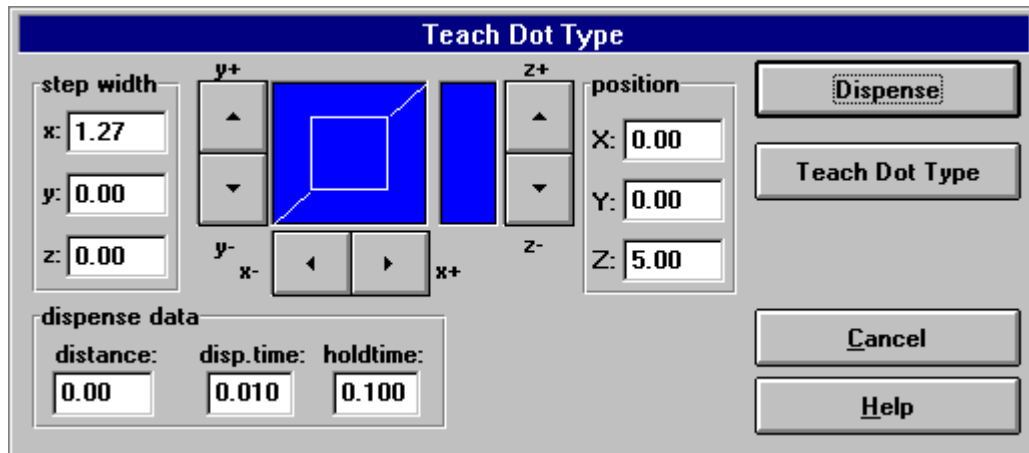 Teach Dot Type
step width
x: 1.27
y: 0.00
z: 0.00
y+
y-
x-
x+
z+
z-
position
X: 0.00
Y: 0.00
Z: 5.00
Dispense
Teach Dot Type
Cancel
Help
dispense data
distance: disp.time: holdtime:
0.00 0.010 0.100